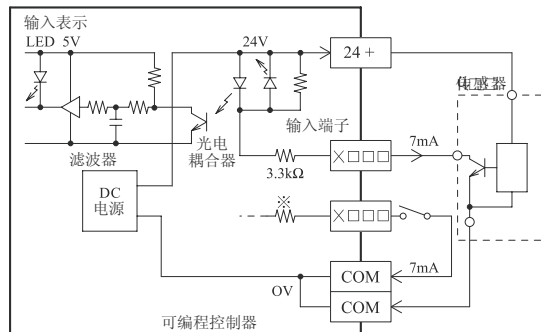 输入表示
LED 5V
24V
24 +
传感器
光电
耦合器
输入端子
7mA
滤波器
3.3kΩ
X□□□
DC
电源
※
X□□□
COM
7mA
OV
COM
可编程控制器